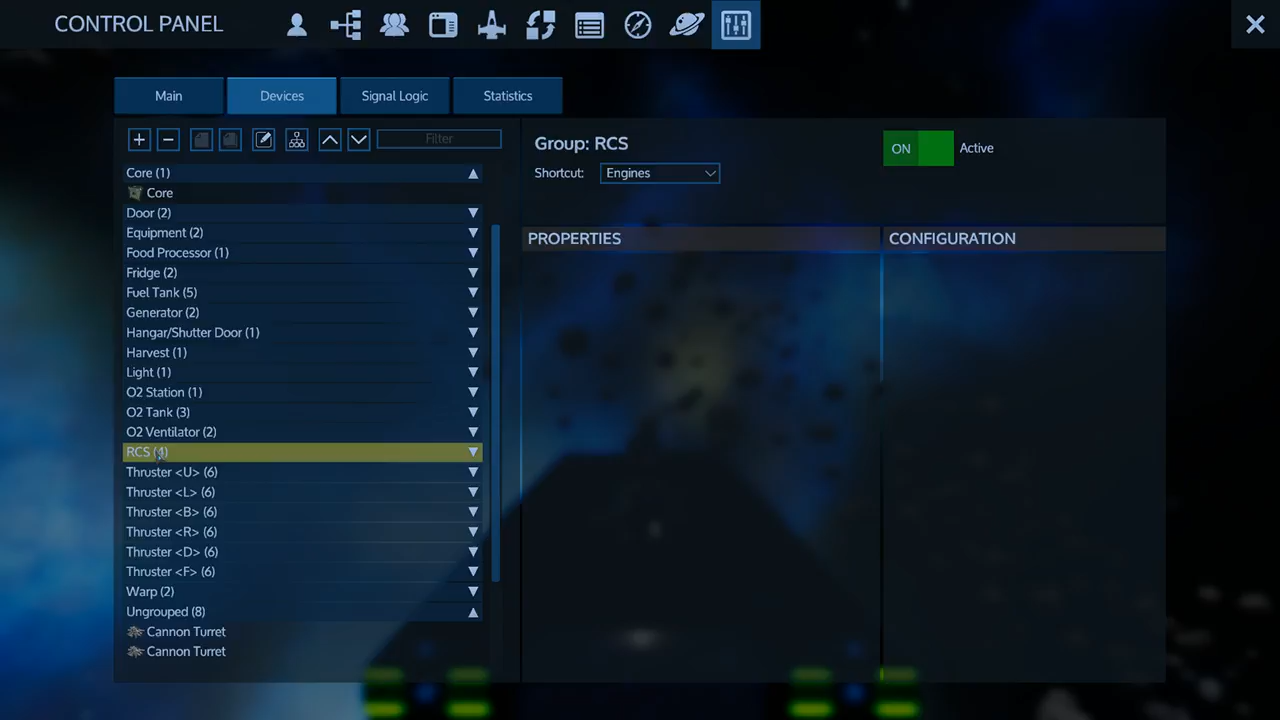 CONTROL PANEL
Main
Devices
Signal Logic
Statistics
Filter
Core (1)
Core
Door (2)
Equipment (2)
Food Processor (1)
Fridge (2)
Fuel Tank (5)
Generator (2)
Hangar/Shutter Door (1)
Harvest (1)
Light (1)
O2 Station (1)
O2 Tank (3)
O2 Ventilator (2)
RCS (4)
Thruster <U> (6)
Thruster <L> (6)
Thruster <B> (6)
Thruster <R> (6)
Thruster <D> (6)
Thruster <F> (6)
Warp (2)
Ungrouped (8)
Cannon Turret
Cannon Turret
Group: RCS
Shortcut: Engines
ON Active
PROPERTIES
CONFIGURATION